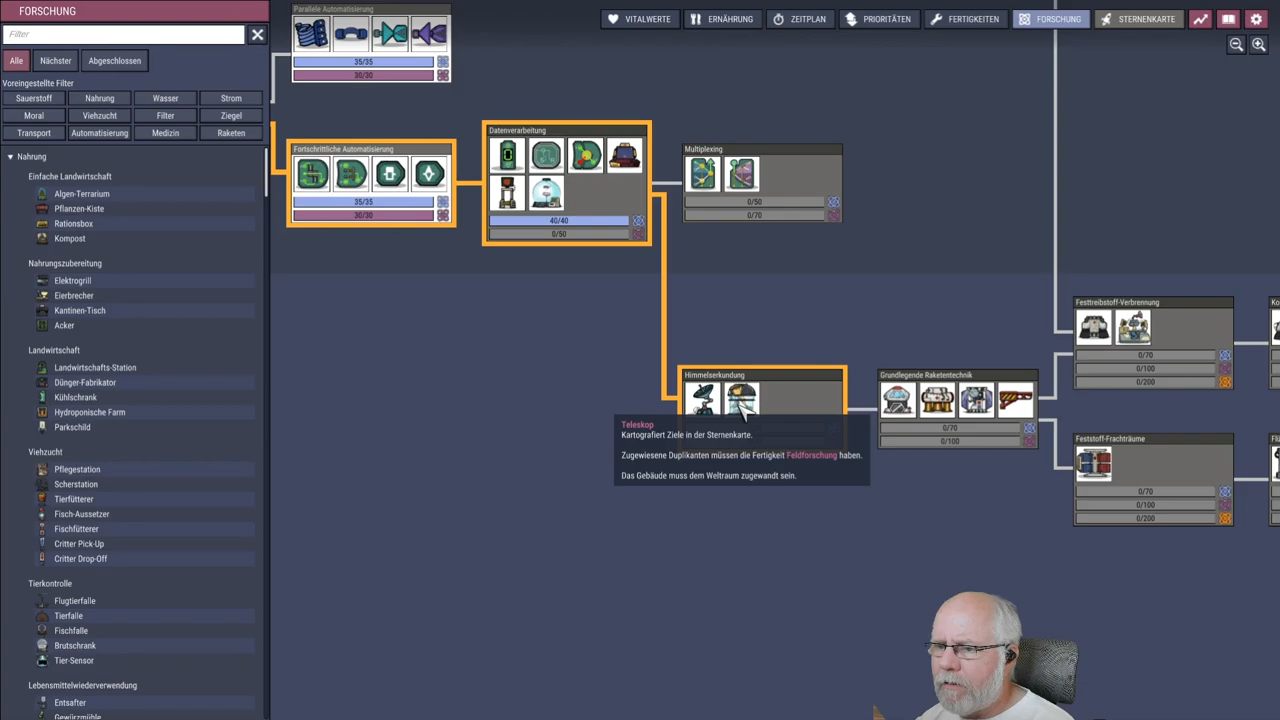 FORSCHUNG
Filter
Alle
Nächster
Abgeschlossen
Voreingestellte Filter
Sauerstoff
Nahrung
Wasser
Strom
Moral
Viehzucht
Filter
Ziegel
Transport
Automatisierung
Medizin
Raketen
Nahrung
Einfache Landwirtschaft
Algen-Terrarium
Pflanzen-Kiste
Rationsbox
Kompost
Nahrungszubereitung
Elektrogrill
Eierbrecher
Kantinen-Tisch
Acker
Landwirtschaft
Landwirtschafts-Station
Dünger-Fabrikator
Kühlschrank
Hydroponische Farm
Parkschild
Viehzucht
Pflegestation
Scherstation
Tierfütterer
Fisch-Aussetzer
Fischfütterer
Critter Pick-Up
Critter Drop-Off
Tierkontrolle
Flugtierfalle
Tierfalle
Fischfalle
Brutschrank
Tier-Sensor
Lebensmittelwiederverwendung
Entsafter
Gewürzmühle
VITALWERTE
ERNÄHRUNG
ZEITPLAN
PRIORITÄTEN
FERTIGKEITEN
FORSCHUNG
STERNENKARTE
Parallele Automatisierung
35/35
30/30
Fortschrittliche Automatisierung
35/35
30/30
Datenverarbeitung
40/40
0/50
Multiplexing
0/50
0/70
Himmelserkundung
Teleskop
Kartografiert Ziele in der Sternenkarte.
Zugewiesene Duplikanten müssen die Fertigkeit Feldforschung haben.
Das Gebäude muss dem Weltraum zugewandt sein.
Grundlegende Raketentechnik
0/70
0/100
Festtreibstoff-Verbrennung
0/70
0/100
0/200
Feststoff-Frachträume
0/70
0/100
0/200